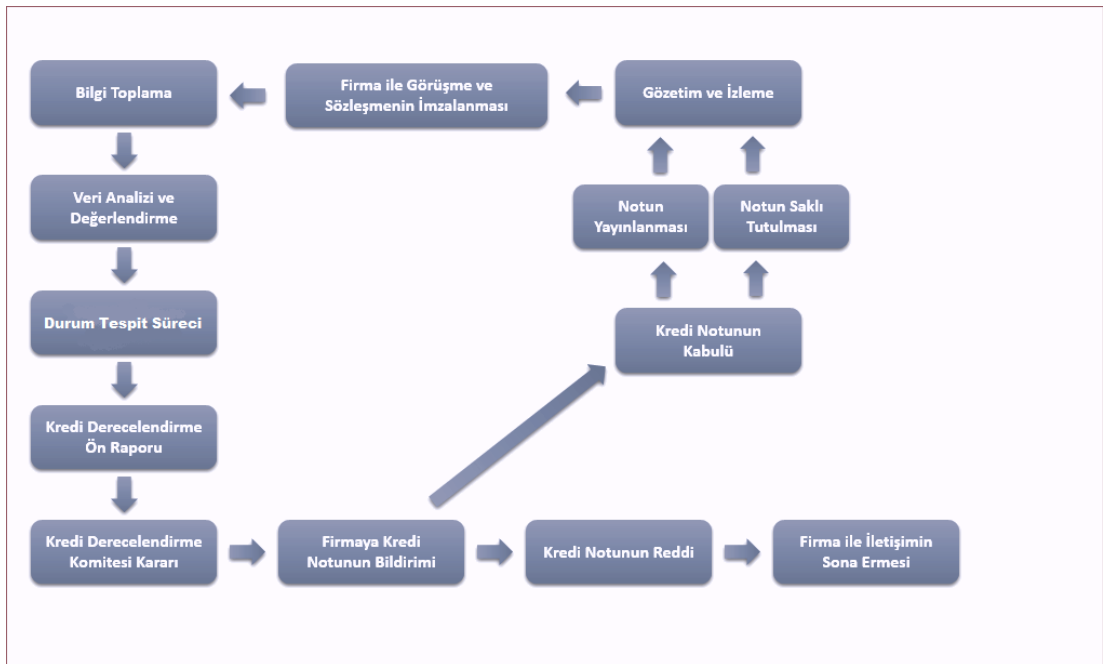 Bilgi Toplama
Firma ile Görüşme ve
Sözleşmenin İmzalanması
Gözetim ve İzleme
Veri Analizi ve
Değerlendirme
Notun
Yayınlanması
Notun Saklı
Tutulması
Durum Tespit Süreci
Kredi Notunun
Kabulü
Kredi Derecelendirme
Ön Raporu
Kredi Derecelendirme
Komitesi Kararı
Firmaya Kredi
Notunun Bildirimi
Kredi Notunun Reddi
Firma ile İletişimin
Sona Ermesi